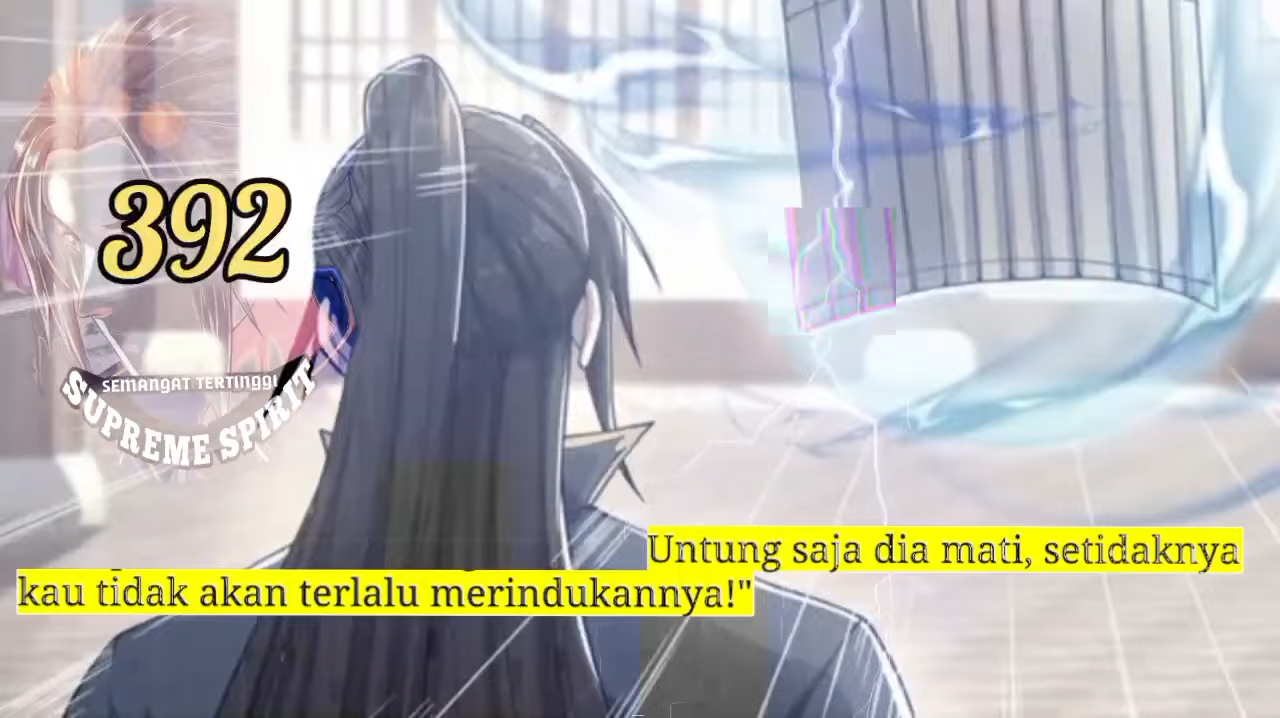 392
SEMANGAT TERTINGGI
SUPREME SPIRIT
Untung saja dia mati, setidaknya
kau tidak akan terlalu merindukannya!"